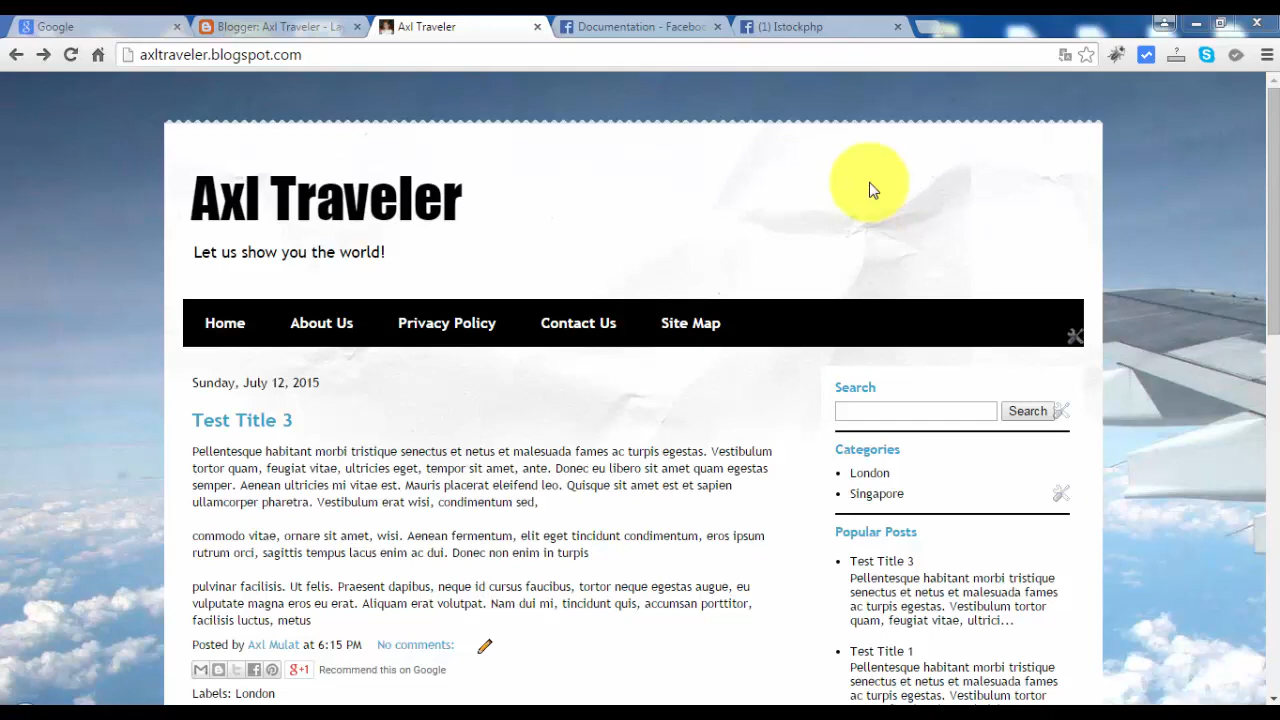 Google
Blogger: Axl Traveler - La
Axl Traveler
Documentation - Faceboo
(1) Istockphp
axltraveler.blogspot.com
Axl Traveler
Let us show you the world!
Home About Us Privacy Policy Contact Us Site Map
Sunday, July 12, 2015
Test Title 3
Pellentesque habitant morbi tristique senectus et netus et malesuada fames ac turpis egestas. Vestibulum
tortor quam, feugiat vitae, ultricies eget, tempor sit amet, ante. Donec eu libero sit amet quam egestas
semper. Aenean ultricies mi vitae est. Mauris placerat eleifend leo. Quisque sit amet est et sapien
ullamcorper pharetra. Vestibulum erat wisi, condimentum sed,
commodo vitae, ornare sit amet, wisi. Aenean fermentum, elit eget tincidunt condimentum, eros ipsum
rutrum orci, sagittis tempus lacus enim ac dui. Donec non enim in turpis
pulvinar facilisis. Ut felis. Praesent dapibus, neque id cursus faucibus, tortor neque egestas augue, eu
vulputate magna eros eu erat. Aliquam erat volutpat. Nam dui mi, tincidunt quis, accumsan porttitor,
facilisis luctus, metus
Posted by Axl Mulat at 6:15 PM No comments:
g+1 Recommend this on Google
Labels: London
Search
Search
Categories
London
Singapore
Popular Posts
Test Title 3
Pellentesque habitant morbi tristique
senectus et netus et malesuada fames
ac turpis egestas. Vestibulum tortor
quam, feugiat vitae, ultrici...
Test Title 1
Pellentesque habitant morbi tristique
senectus et netus et malesuada fames
ac turpis egestas. Vestibulum tortor